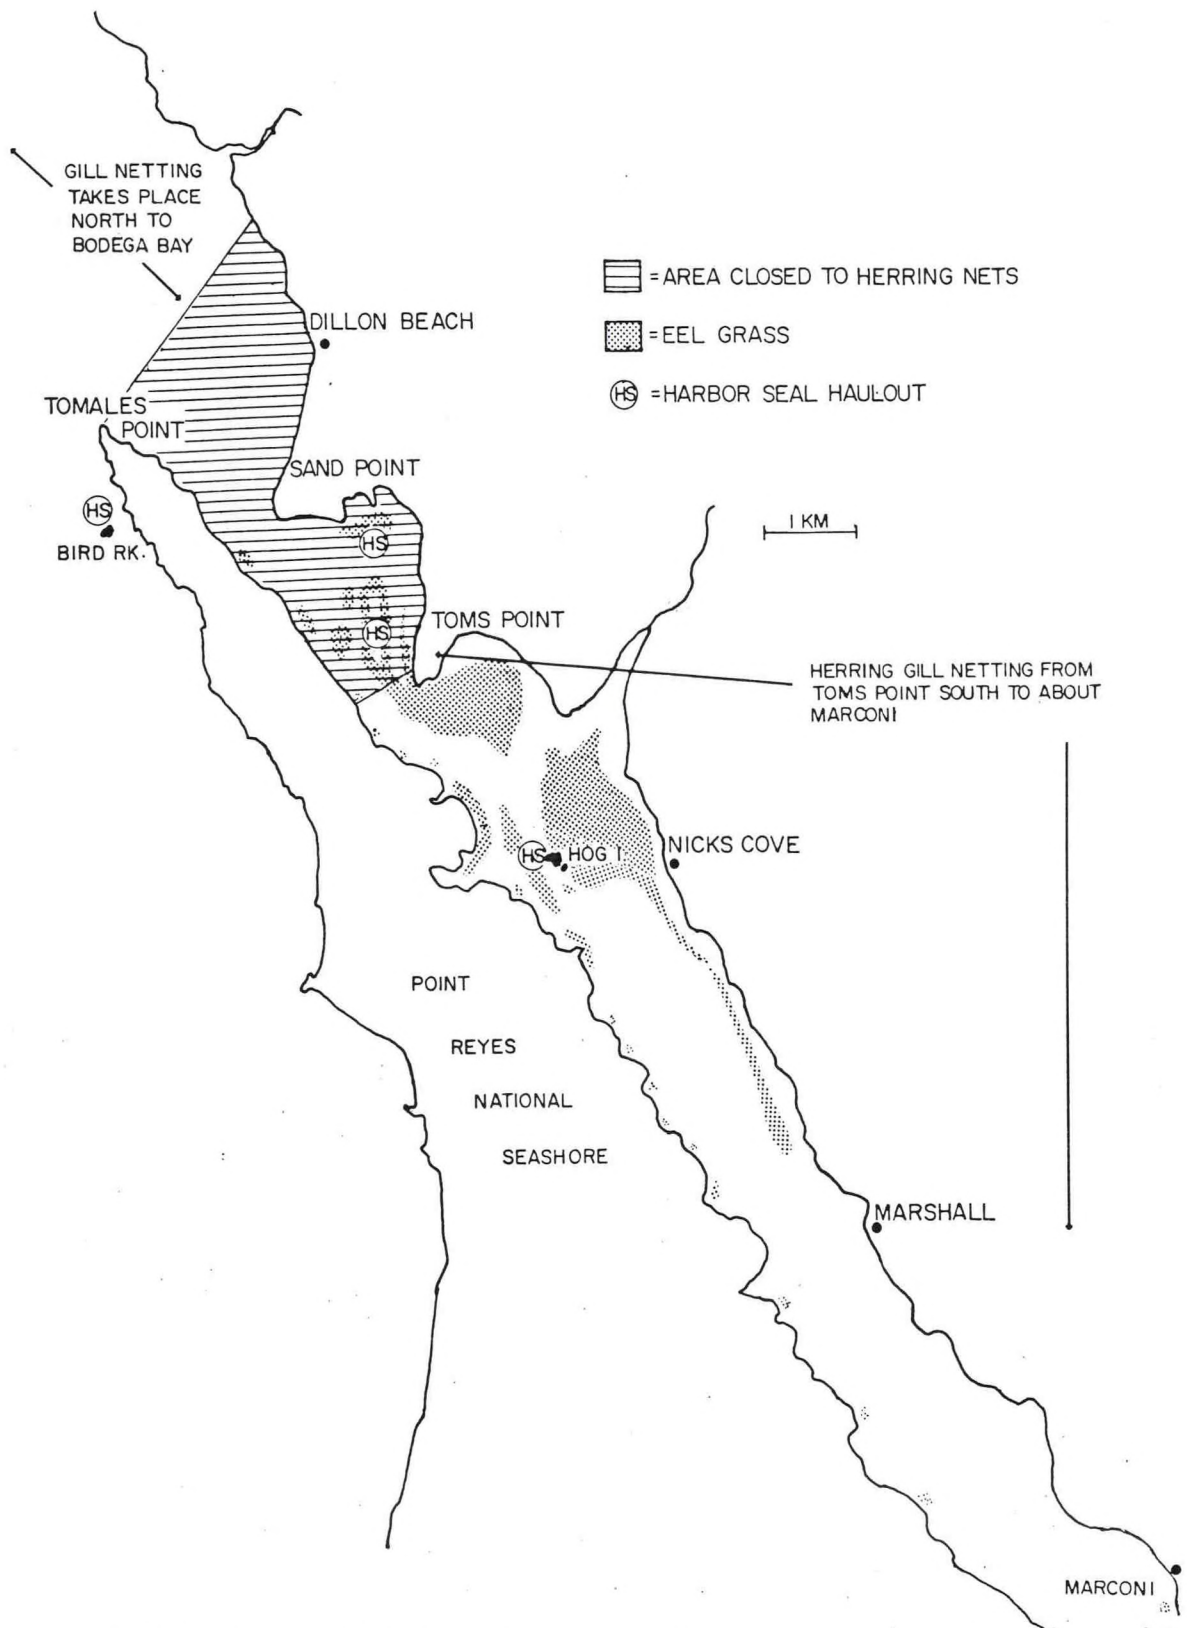 GILL NETTING
TAKES PLACE
NORTH TO
BODEGA BAY
=AREA CLOSED TO HERRING NETS
DILLON BEACH
=EEL GRASS
HS =HARBOR SEAL HAULOUT
TOMALES
POINT
SAND POINT
HS
BIRD RK.
HS
1 KM
TOMS POINT
HS
HERRING GILL NETTING FROM
TOMS POINT SOUTH TO ABOUT
MARCONI
HS HOG I.
NICKS COVE
POINT
REYES
NATIONAL
SEASHORE
MARSHALL
MARCONI